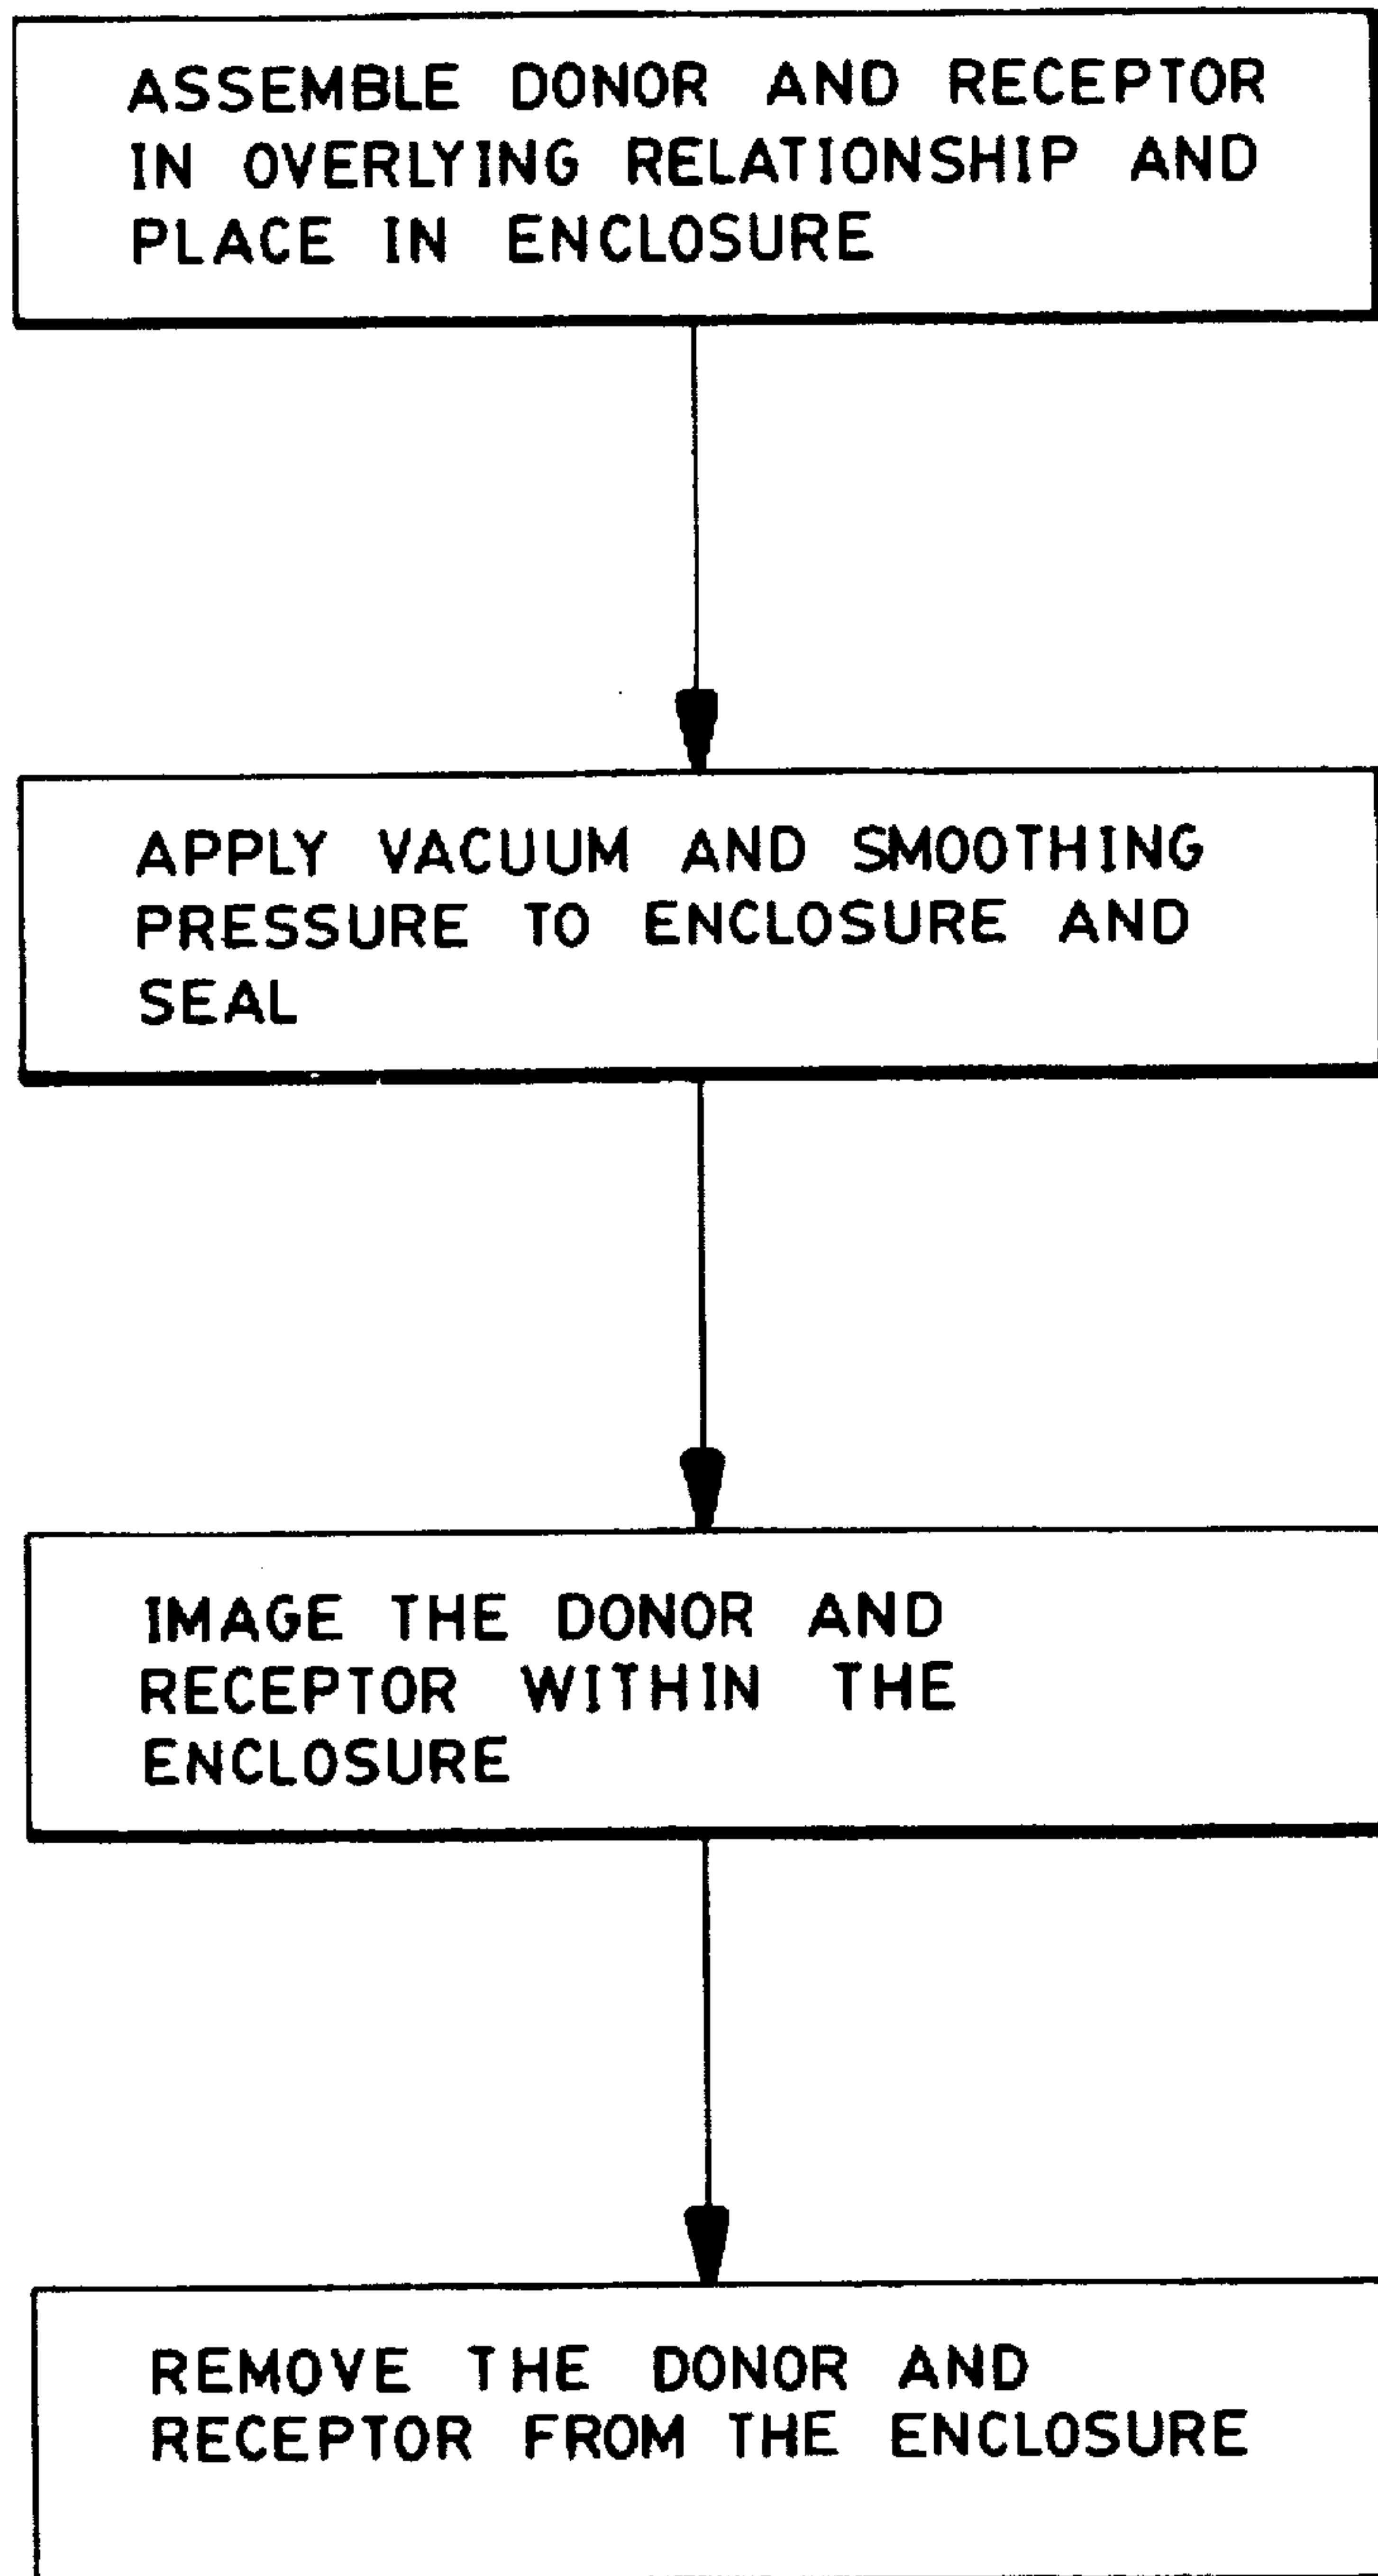 ASSEMBLE DONOR AND RECEPTOR
IN OVERLYING RELATIONSHIP AND
PLACE IN ENCLOSURE
APPLY VACUUM AND SMOOTHING
PRESSURE TO ENCLOSURE AND
SEAL
IMAGE THE DONOR AND
RECEPTOR WITHIN THE
ENCLOSURE
REMOVE THE DONOR AND
RECEPTOR FROM THE ENCLOSURE